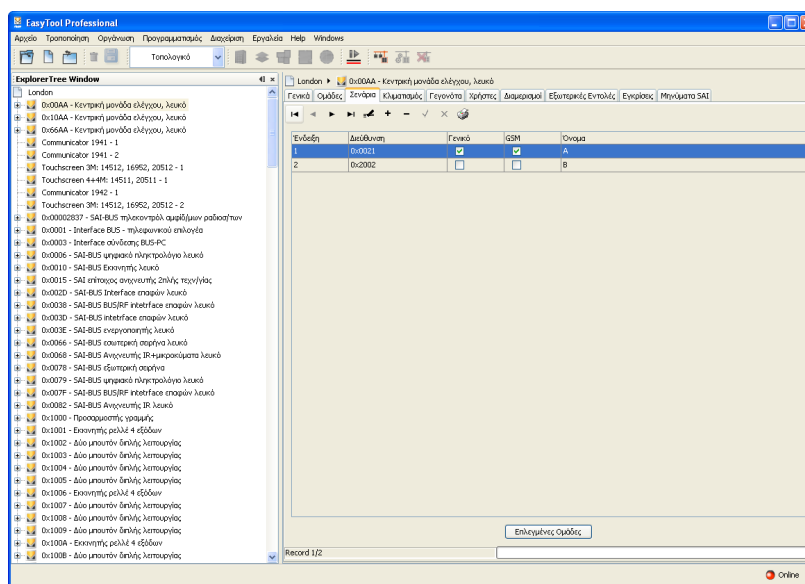 EasyTool Professional
Αρχείο Τροποποίηση Οργάνωση Προγραμματισμός Διαχείριση Εργαλεία Help Windows
Τοπολογικό
ExplorerTree Window
London
0x00AA - Κεντρική μονάδα ελέγχου, λευκό
0x10AA - Κεντρική μονάδα ελέγχου, λευκό
0x66AA - Κεντρική μονάδα ελέγχου, λευκό
Communicator 1941 - 1
Communicator 1941 - 2
Touchscreen 3M: 14512, 16952, 20512 - 1
Touchscreen 4+4M: 14511, 20511 - 1
Communicator 1942 - 1
Touchscreen 3M: 14512, 16952, 20512 - 2
0x00002837 - SAI-BUS τηλεκοντρόλ αμφίδ/μων ραδιοσ/των
0x0001 - Interface BUS - τηλεφωνικού επιλογέα
0x0003 - Interface σύνδεσης BUS-PC
0x0006 - SAI-BUS ψηφιακό πληκτρολόγιο λευκό
0x0010 - SAI-BUS Εκκινητής λευκό
0x0015 - SAI επίτοιχος ανιχνευτής 2πλής τεχν/γίας
0x002D - SAI-BUS Interface επαφών λευκό
0x0038 - SAI-BUS BUS/RF intetrface επαφών λευκό
0x003D - SAI-BUS intetrface επαφών λευκό
0x003E - SAI-BUS ενεργοποιητής λευκό
0x0066 - SAI-BUS εσωτερική σειρήνα λευκό
0x0068 - SAI-BUS Ανιχνευτής IR+μικροκύματα λευκό
0x0078 - SAI-BUS εξωτερική σειρήνα
0x0079 - SAI-BUS ψηφιακό πληκτρολόγιο λευκό
0x007F - SAI-BUS BUS/RF intetrface επαφών λευκό
0x0082 - SAI-BUS Ανιχνευτής IR λευκό
0x1000 - Προσαρμοστής γραμμής
0x1001 - Εκκινητής ρελλέ 4 εξόδων
0x1002 - Δύο μπουτόν διπλής λειτουργίας
0x1003 - Δύο μπουτόν διπλής λειτουργίας
0x1004 - Δύο μπουτόν διπλής λειτουργίας
0x1005 - Δύο μπουτόν διπλής λειτουργίας
0x1006 - Εκκινητής ρελλέ 4 εξόδων
0x1007 - Δύο μπουτόν διπλής λειτουργίας
0x1008 - Δύο μπουτόν διπλής λειτουργίας
0x1009 - Δύο μπουτόν διπλής λειτουργίας
0x100A - Εκκινητής ρελλέ 4 εξόδων
0x100B - Δύο μπουτόν διπλής λειτουργίας
London 0x00AA - Κεντρική μονάδα ελέγχου, λευκό
Γενικά Ομάδες Σενάρια Κλιματισμός Γεγονότα Χρήστες Διαμερισμοί Εξωτερικές Εντολές Εγκρίσεις Μηνύματα SAI
Ένδειξη Διεύθυνση Γενικό GSM Όνομα
1 0x0021 A
2 0x2002 B
Επιλεγμένες Ομάδες
Record 1/2
Online